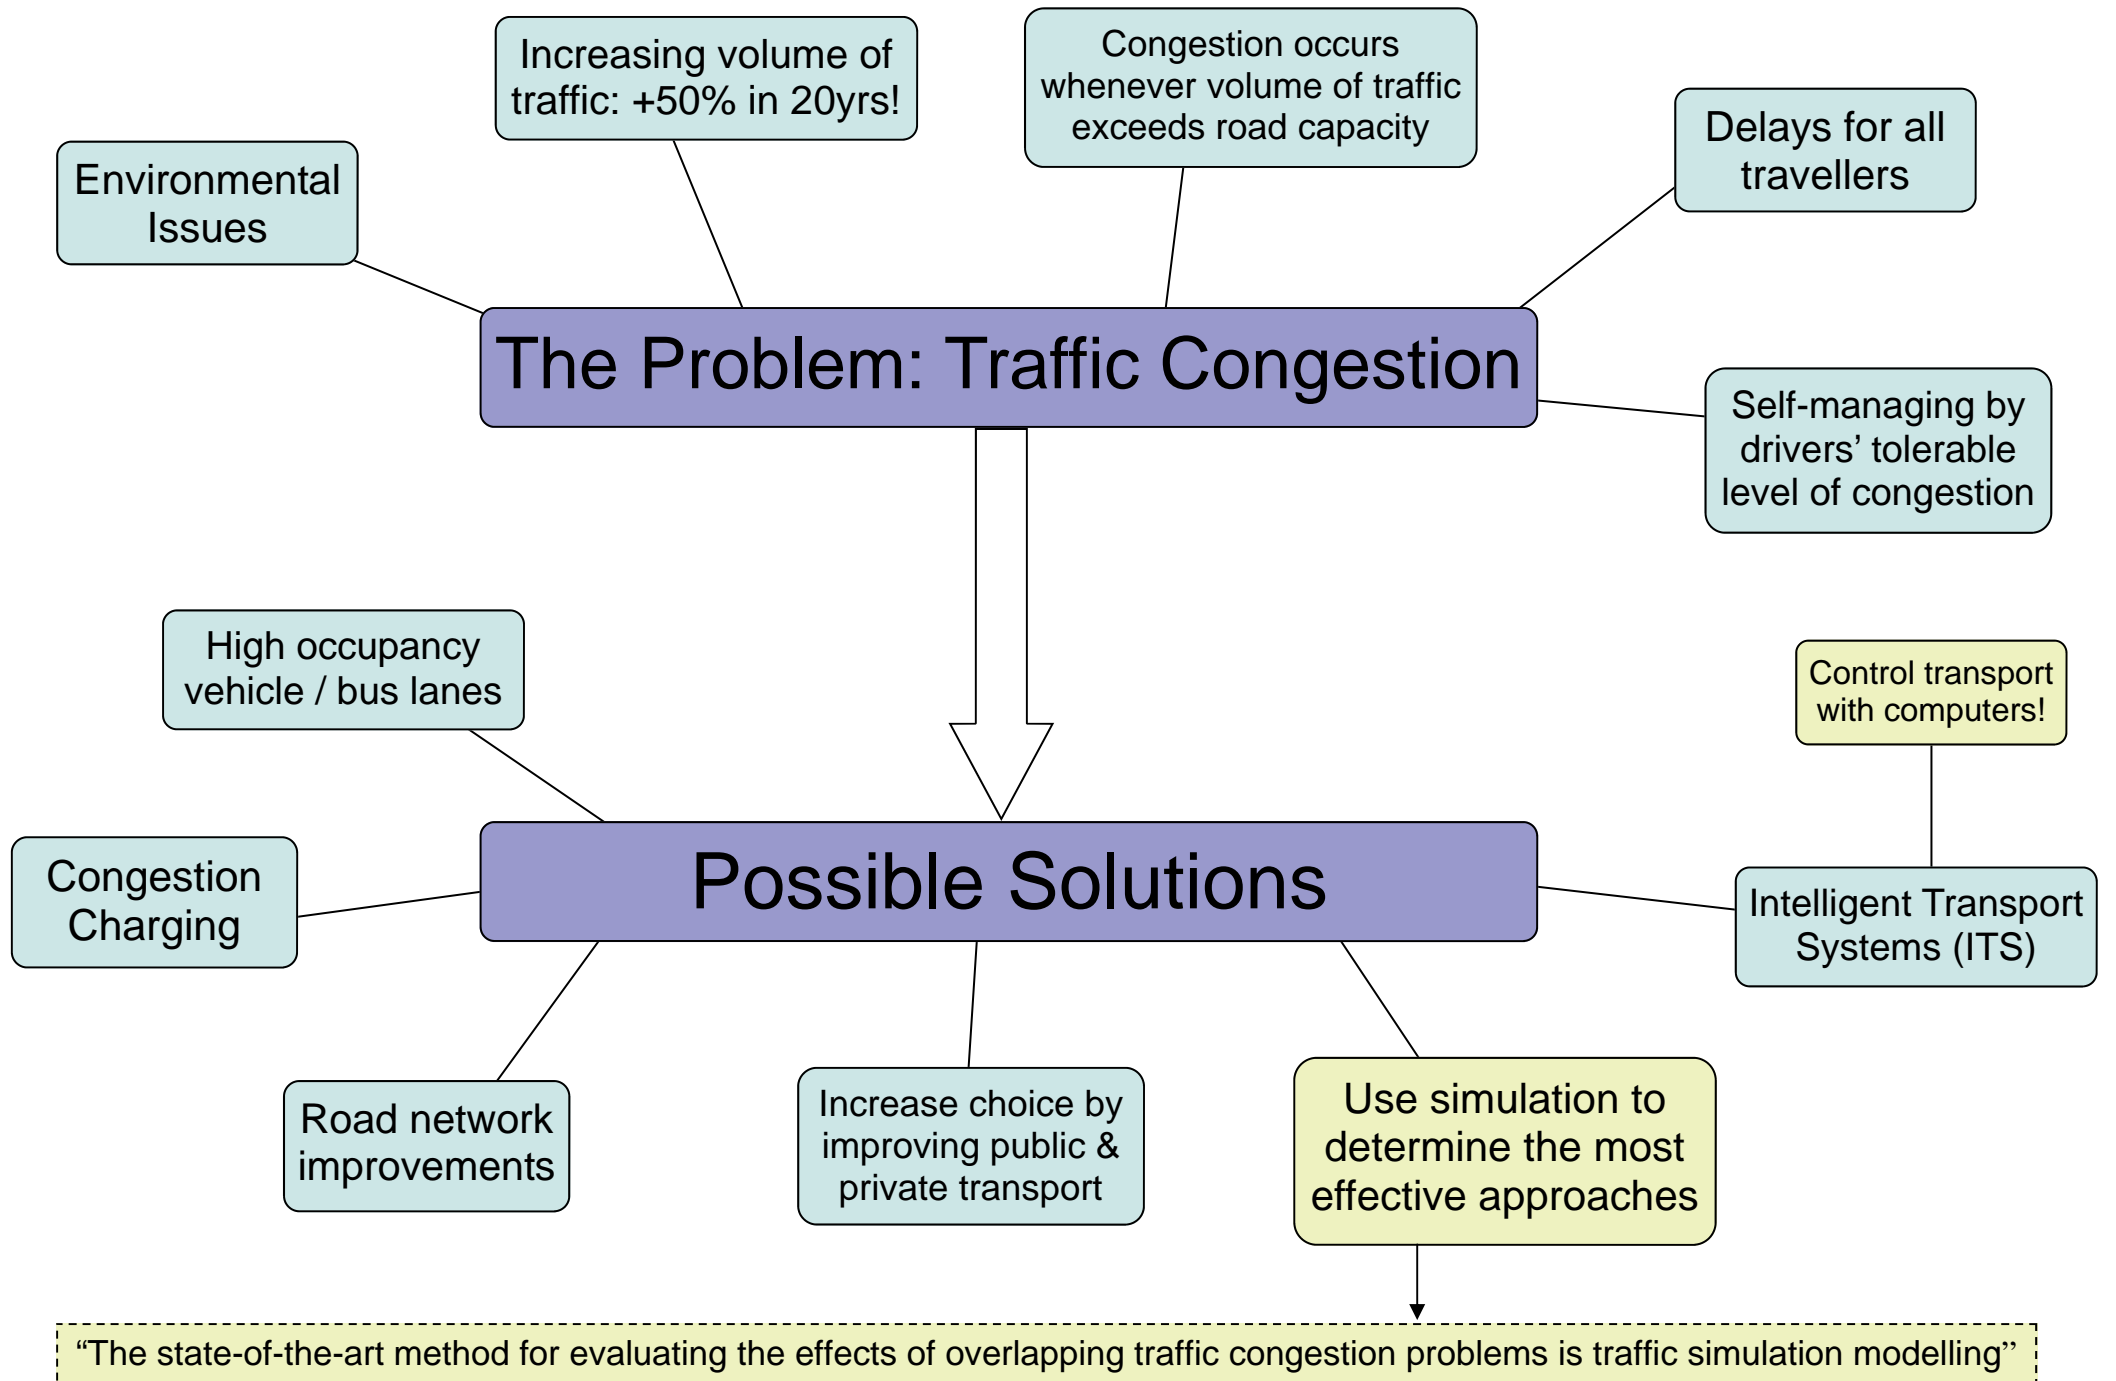 Increasing volume of
traffic: +50% in 20yrs!
Congestion occurs
whenever volume of traffic
exceeds road capacity
Delays for all
travellers
Environmental
Issues
The Problem: Traffic Congestion
Self-managing by
drivers’ tolerable
level of congestion
High occupancy
vehicle / bus lanes
Control transport
with computers!
Congestion
Charging
Possible Solutions
Intelligent Transport
Systems (ITS)
Road network
improvements
Increase choice by
improving public &
private transport
Use simulation to
determine the most
effective approaches
“The state-of-the-art method for evaluating the effects of overlapping traffic congestion problems is traffic simulation modelling”